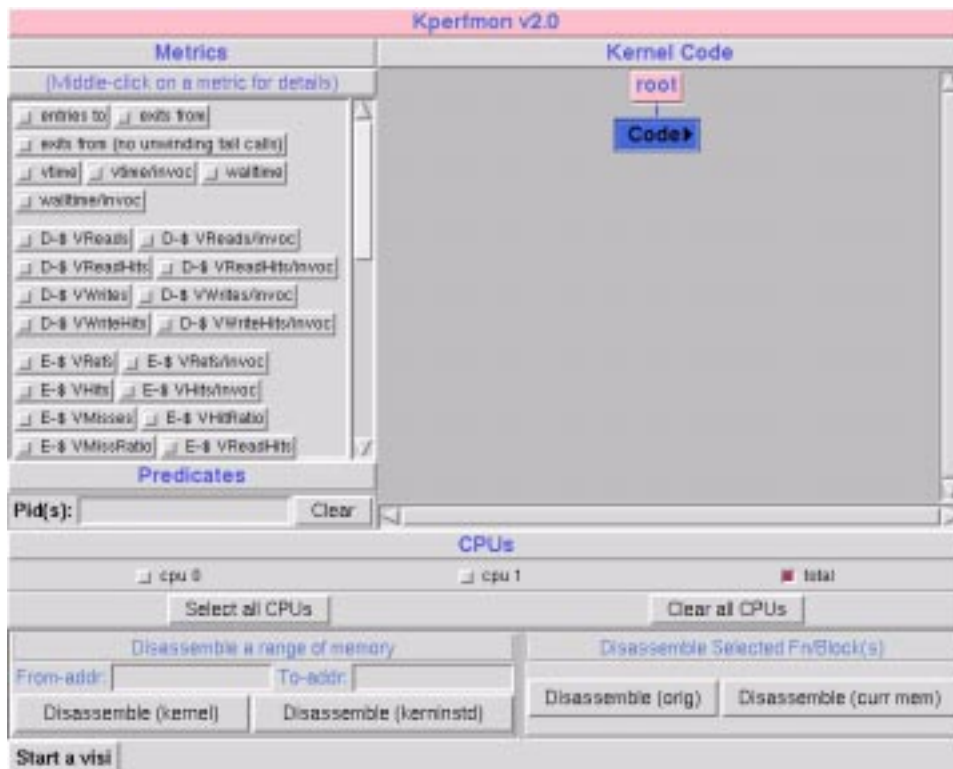 Kperfmon v2.0
Metrics
(Middle-click on a metric for details)
entries to exits from
exits from (no unwinding tail calls)
vtime vtime/invoc walltime
walltime/invoc
D-$ VReads D-$ VReads/invoc
D-$ VReadHits D-$ VReadHits/invoc
D-$ VWrites D-$ VWrites/invoc
D-$ VWriteHits D-$ VWriteHits/invoc
E-$ VRefs E-$ VRefs/invoc
E-$ VHits E-$ VHits/invoc
E-$ VMisses E-$ VHitRatio
E-$ VMissRatio E-$ VReadHits
Predicates
Pid(s): Clear
Kernel Code
root
Code
CPUs
cpu 0 cpu 1 total
Select all CPUs Clear all CPUs
Disassemble a range of memory
From-addr: To-addr:
Disassemble (kernel) Disassemble (kerninstd)
Disassemble Selected Fn/Block(s)
Disassemble (orig) Disassemble (curr mem)
Start a visi